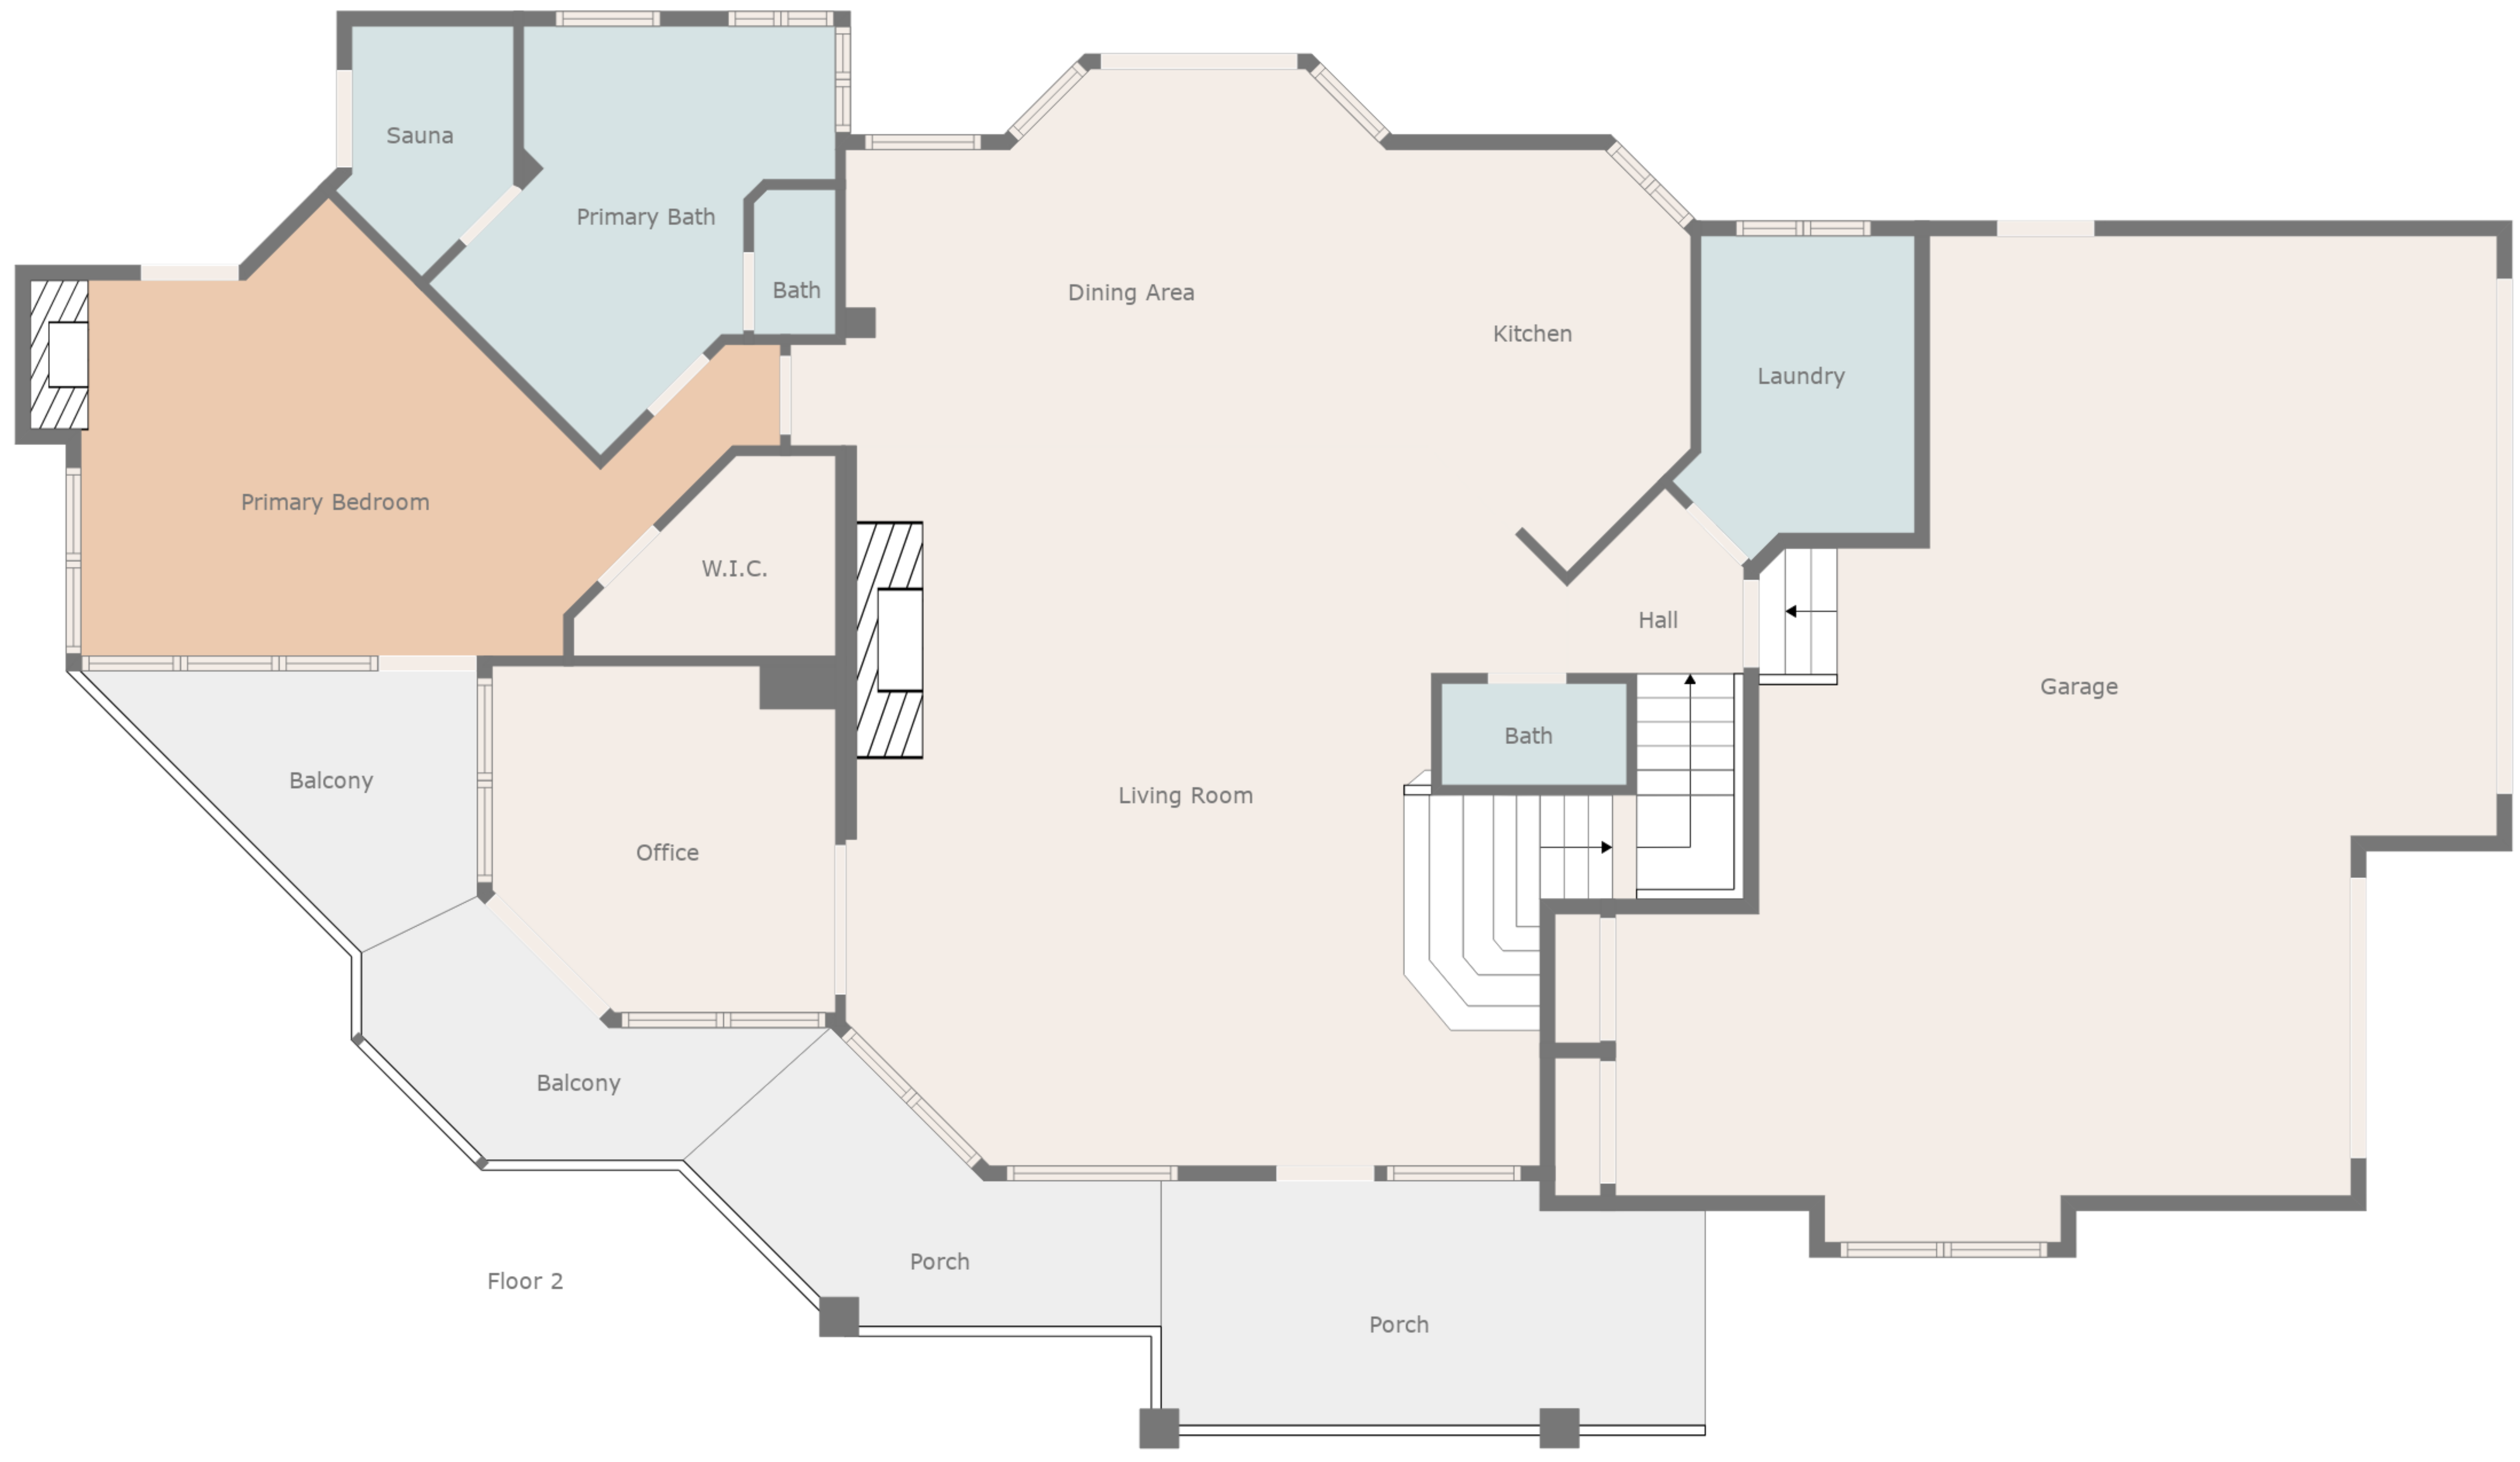 Sauna
Primary Bath
Bath
Dining Area
Kitchen
Laundry
Primary Bedroom
W.I.C.
Hall
Garage
Bath
Balcony
Living Room
Office
Balcony
Porch
Floor 2
Porch